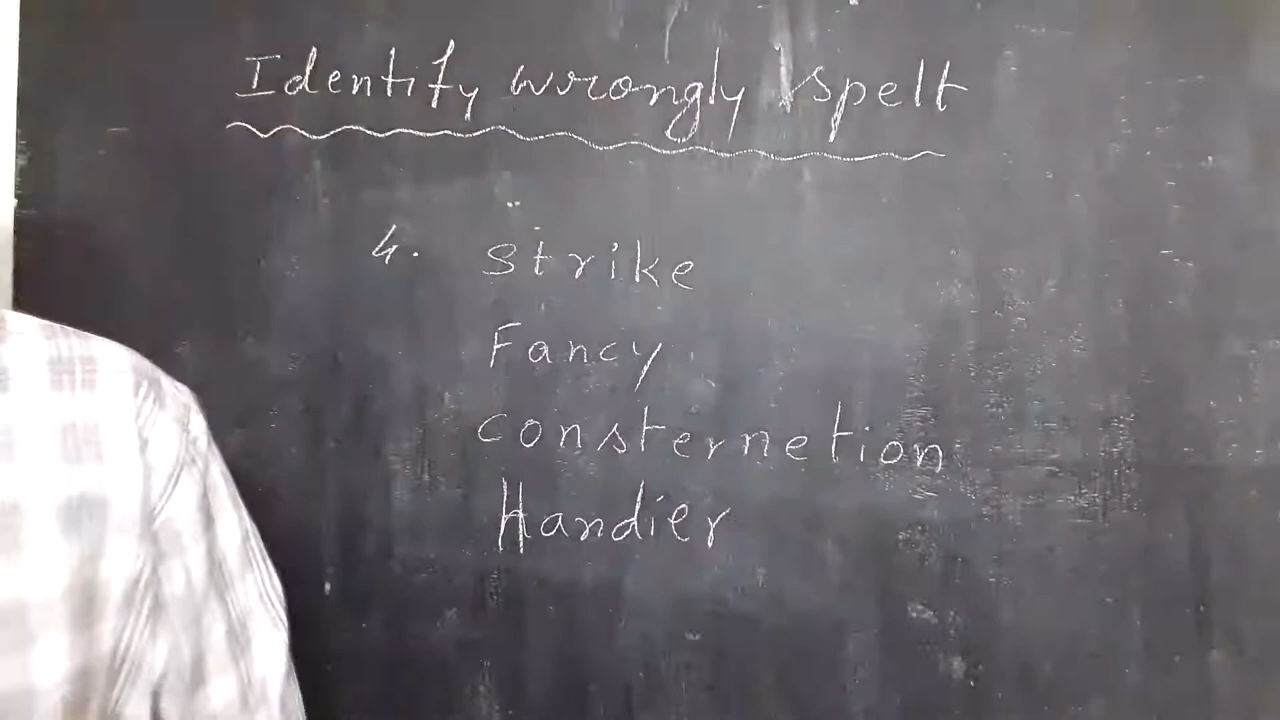 Identify wrongly spelt
4. strike
Fancy
consternetion
Handier